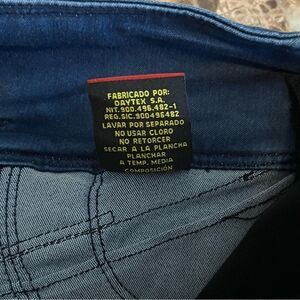 FABRICADO POR:
DAYTEX S.A.
NIT.900.496.482-1
REG.SIC.900496482
LAVAR POR SEPARADO
NO USAR CLORO
NO RETORCER
SECAR A LA PLANCHA
PLANCHAR
A TEMP. MEDIA
COMPOSICIÓN